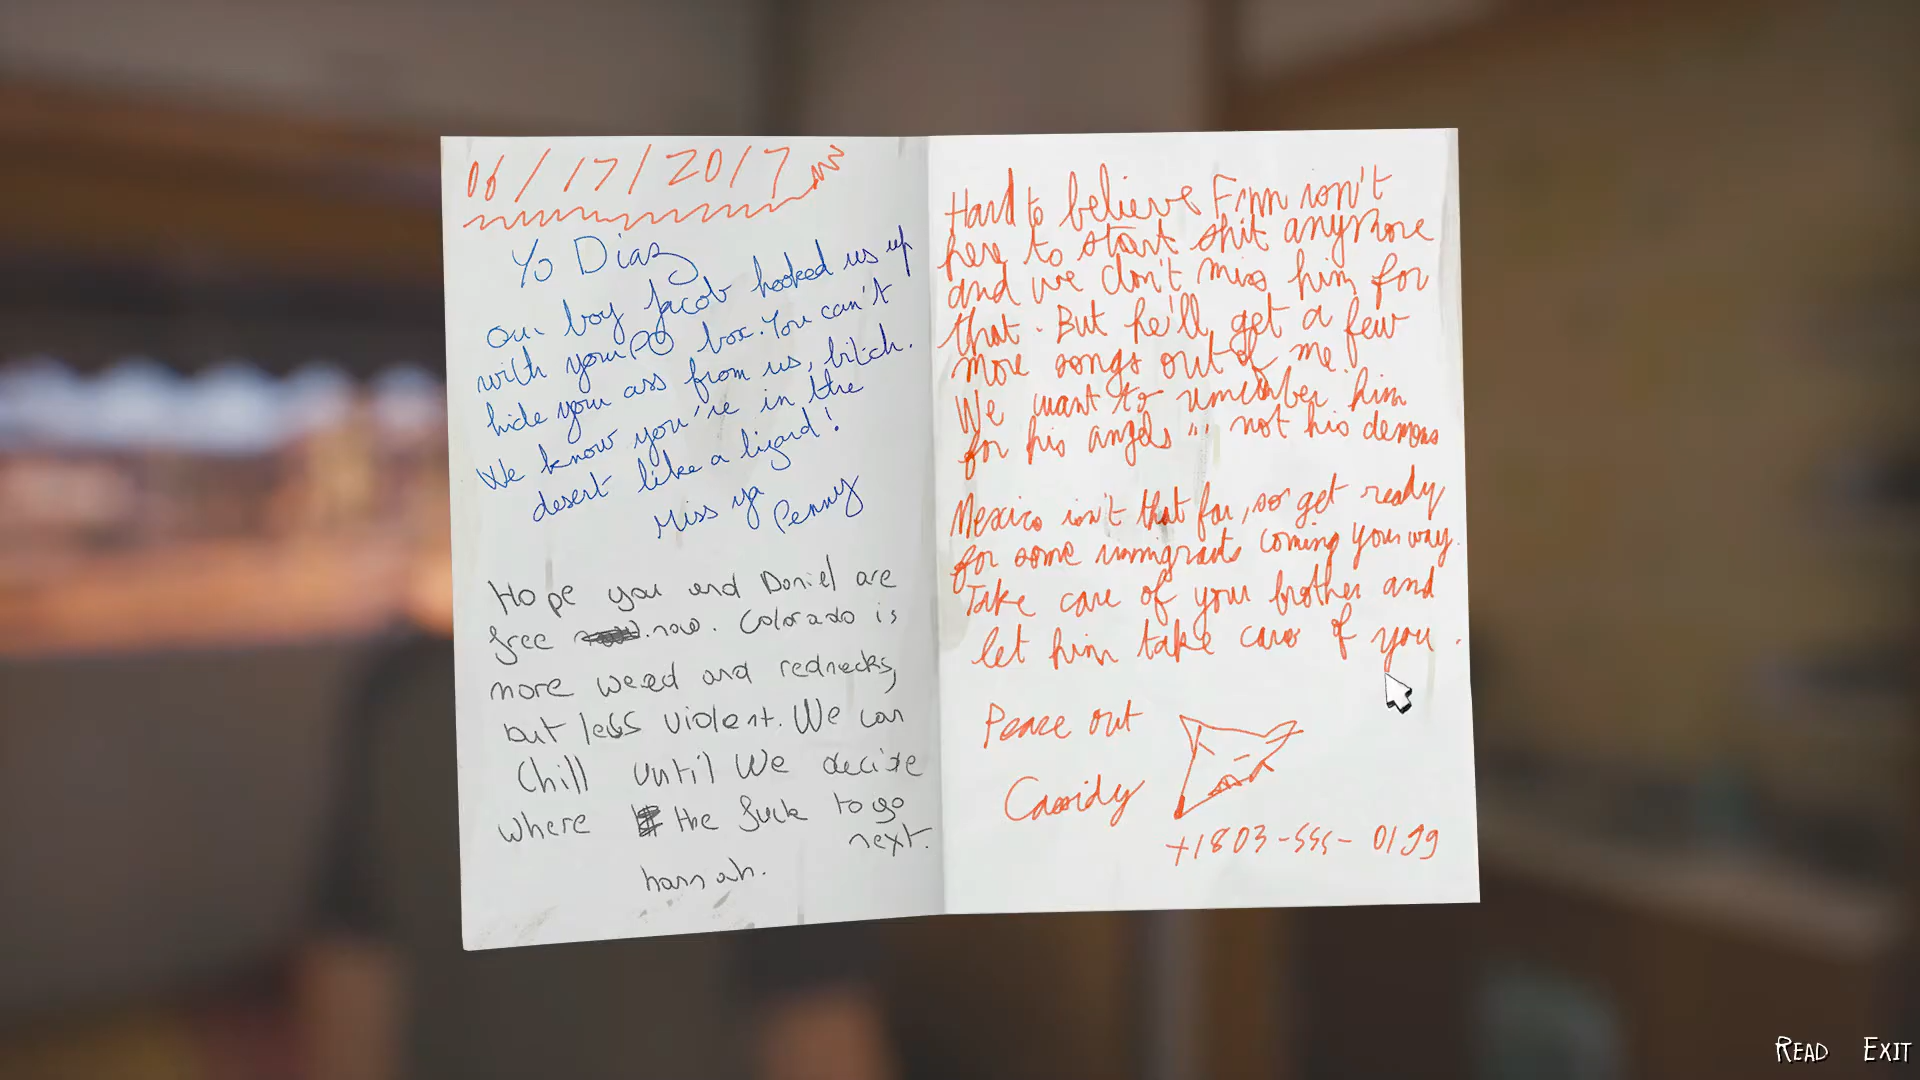 06/17/2017
Yo Diaz
Our boy Jacob hooked us up
with your PO box. You can't
hide your ass from us, bitch.
We know you're in the
desert like a lizard!
Miss ya
Penny
Hope you and Daniel are
free now. Colorado is
more weed and rednecks,
but less violent. We can
Chill until We decide
where the fuck to go
next.
hannah.
Hard to believe Finn isn't
here to start shit anymore
and we don't miss him for
that. But he'll get a few
more songs out of me.
We want to remember him
for his angels... not his demons
Mexico isn't that far, so get ready
for some immigrants coming your way.
Take care of your brother and
let him take care of you.
Peace out
Cassidy
+1803-555-0199
READ EXIT